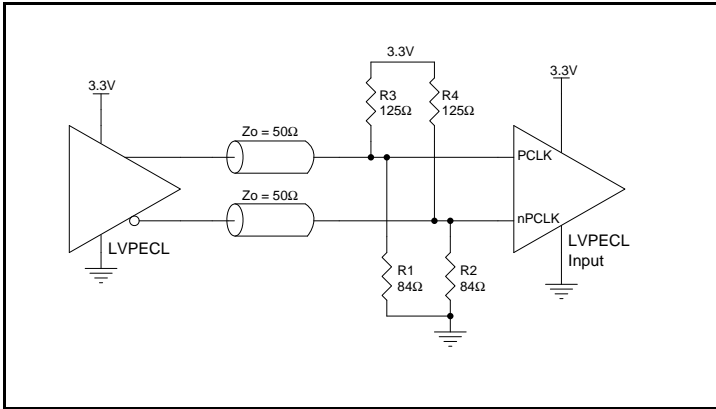 3.3V
3.3V
3.3V
R3
125Ω
R4
125Ω
Zo = 50Ω
PCLK
Zo = 50Ω
nPCLK
LVPECL
LVPECL
Input
R1
84Ω
R2
84Ω